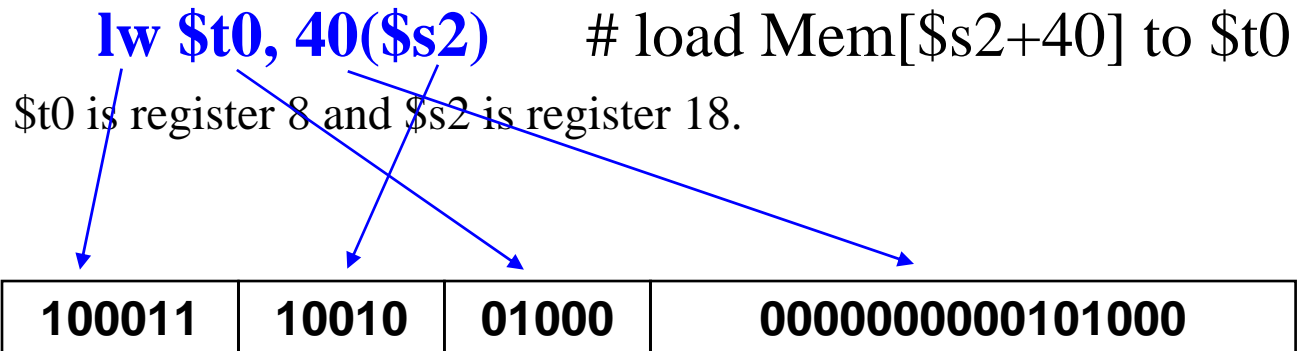 lw $t0, 40($s2) # load Mem[$s2+40] to $t0
$t0 is register 8 and $s2 is register 18.
100011 10010 01000 0000000000101000